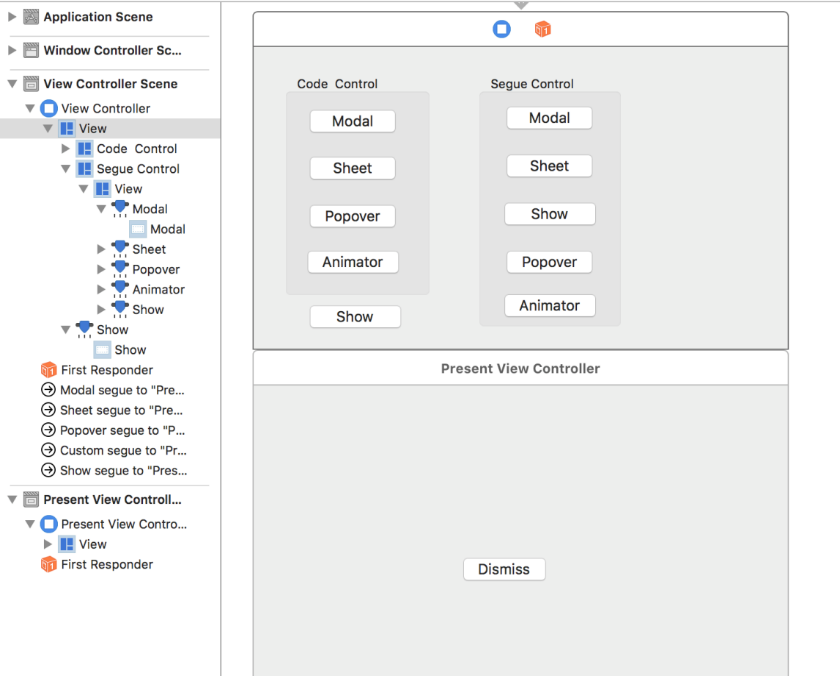 Application Scene
Window Controller Sc...
View Controller Scene
View Controller
View
Code  Control
Segue Control
View
Modal
Modal
Sheet
Popover
Animator
Show
Show
Show
First Responder
Modal segue to "Pre...
Sheet segue to "Pre...
Popover segue to "P...
Custom segue to "Pr...
Show segue to "Pres...
Present View Controll...
Present View Contro...
View
First Responder
Code  Control
Modal
Sheet
Popover
Animator
Show
Segue Control
Modal
Sheet
Show
Popover
Animator
Present View Controller
Dismiss